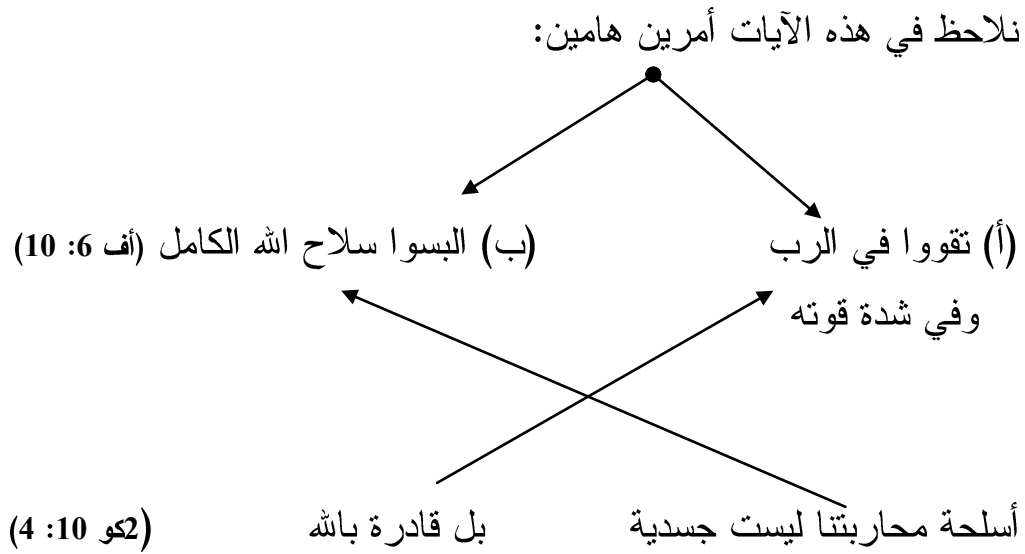 نلاحظ في هذه الآيات أمرين هامين:
(أ) تقووا في الرب (ب) البسوا سلاح الله الكامل (أف 6: 10)
وفي شدة قوته
أسلحة محاربتنا ليست جسدية بل قادرة بالله (2كو 10: 4)